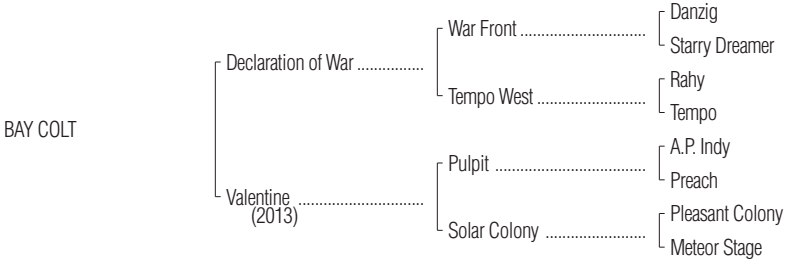 Danzig
War Front ................................
Starry Dreamer
Declaration of War ................
Rahy
Tempo West ...........................
Tempo
BAY COLT
A.P. Indy
Pulpit ......................................
Preach
Valentine ...............................
(2013)
Pleasant Colony
Solar Colony .........................
Meteor Stage